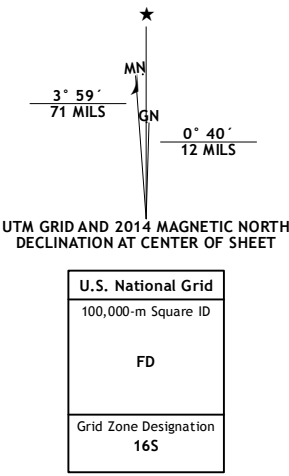 ★
MN
3° 59´
71 MILS
GN
0° 40´
12 MILS
UTM GRID AND 2014 MAGNETIC NORTH
DECLINATION AT CENTER OF SHEET
U.S. National Grid
100,000-m Square ID
FD
Grid Zone Designation
16S